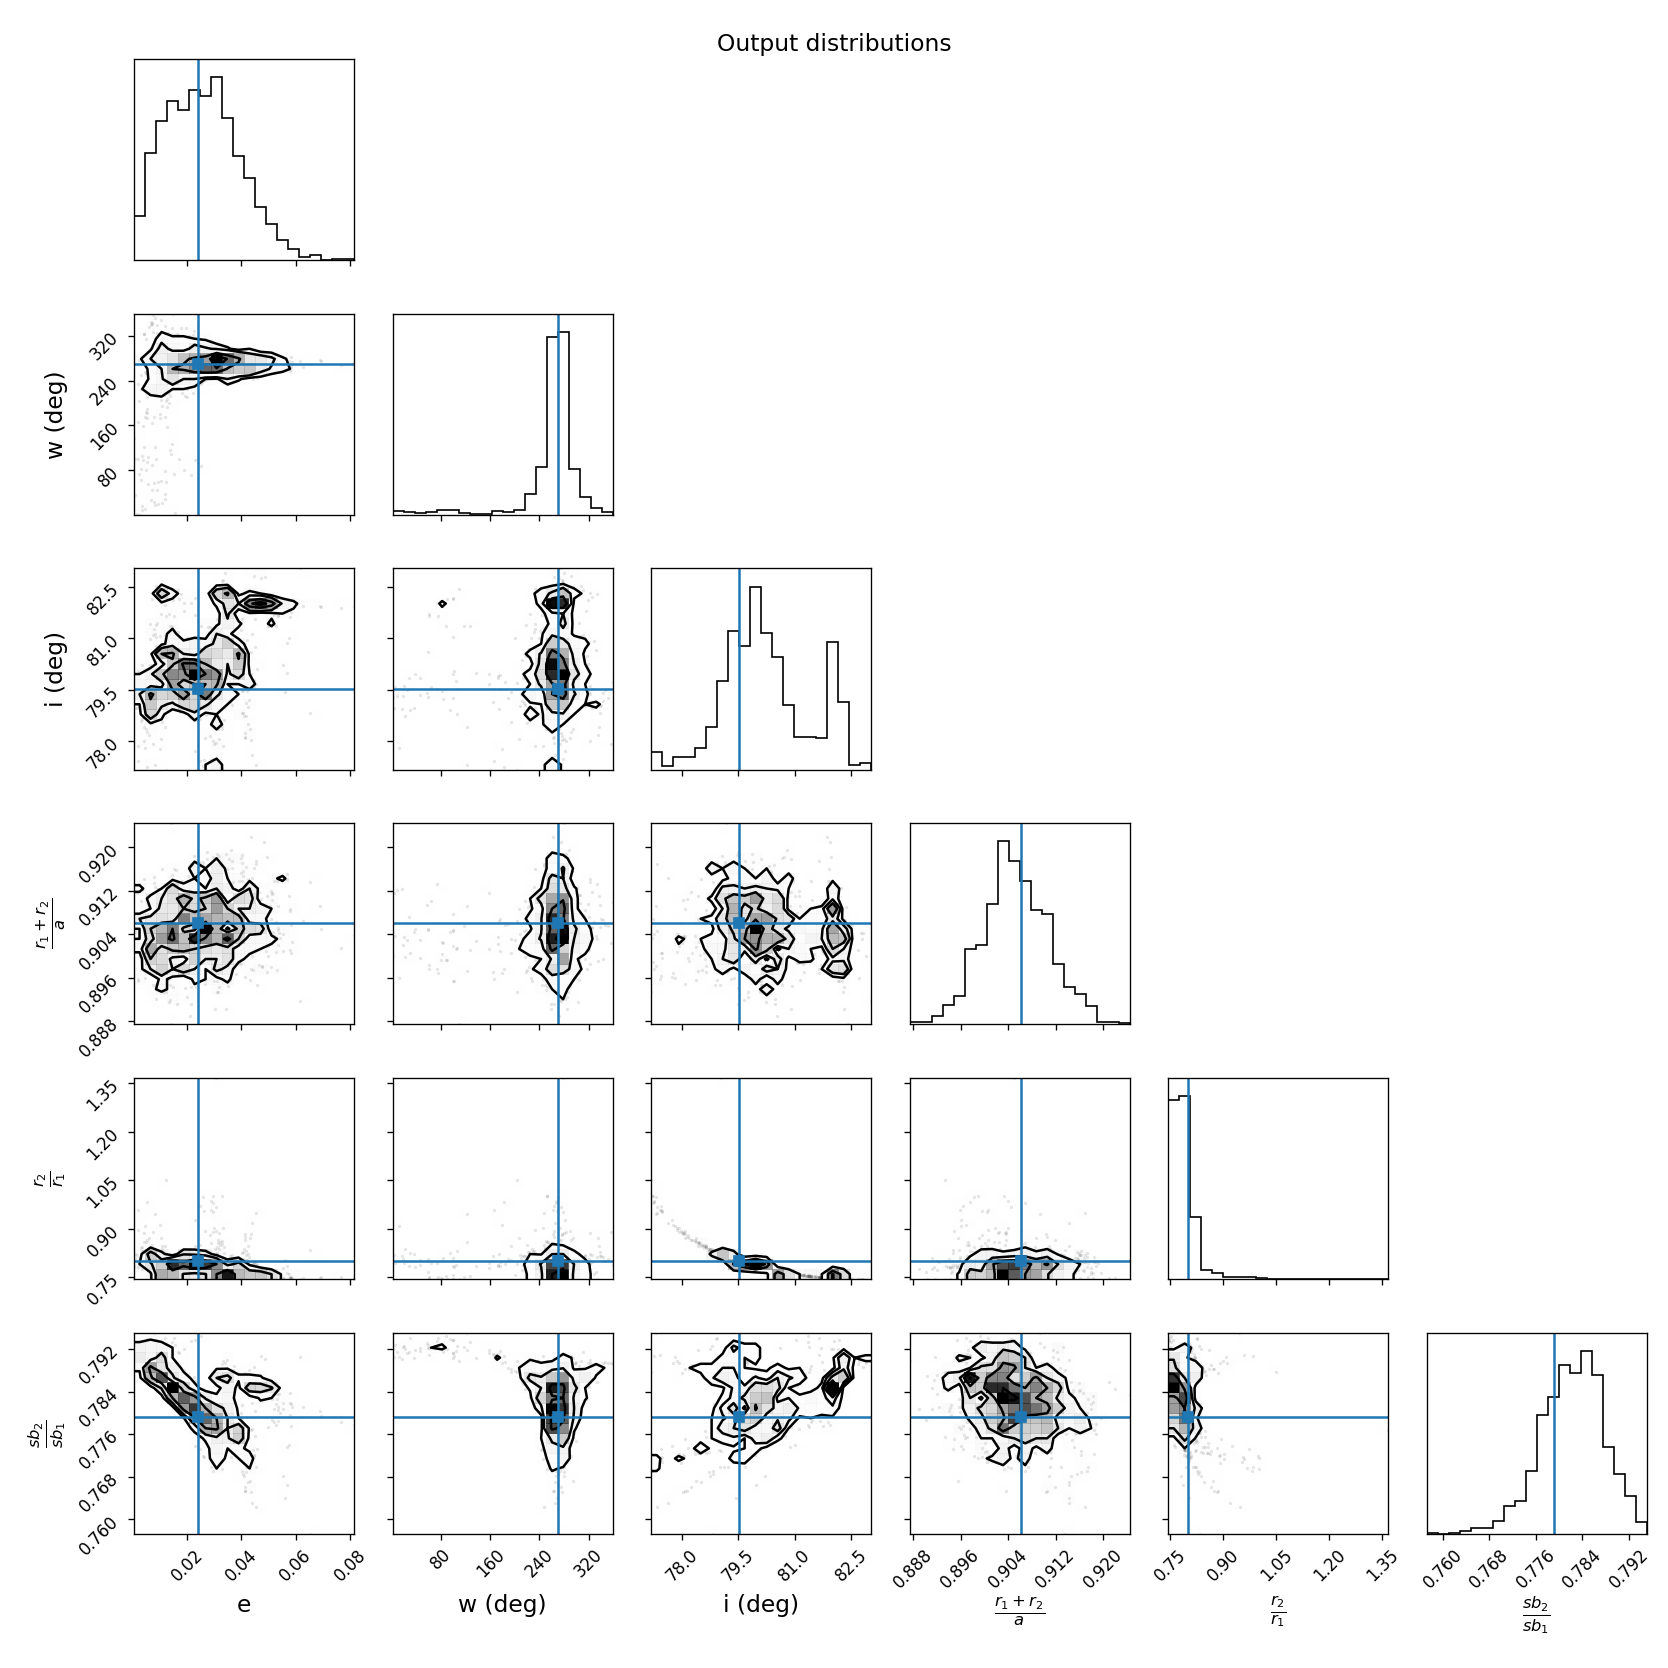 Output distributions
w (deg)
320
240
160
80
i (deg)
82.5
81.0
79.5
78.0
r₁ + r₂
a
0.920
0.912
0.904
0.896
0.888
r₂
r₁
1.35
1.20
1.05
0.90
0.75
sb₂
sb₁
0.792
0.784
0.776
0.768
0.760
0.02 0.04 0.06 0.08
e
80 160 240 320
w (deg)
78.0 79.5 81.0 82.5
i (deg)
0.888 0.896 0.904 0.912 0.920
r₁ + r₂
a
0.75 0.90 1.05 1.20 1.35
r₂
r₁
0.760 0.768 0.776 0.784 0.792
sb₂
sb₁